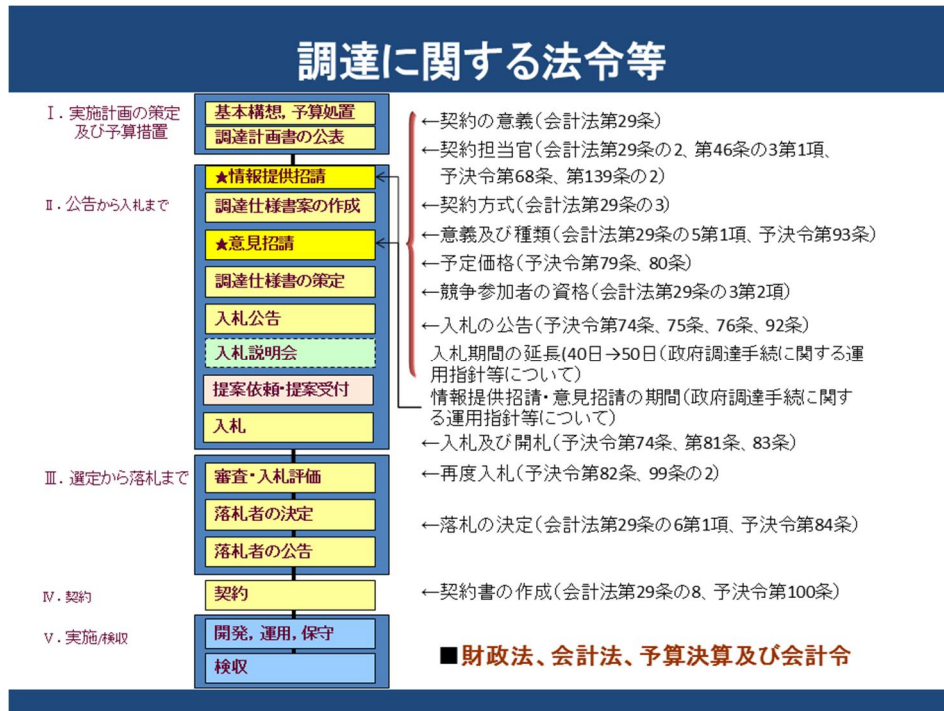 調達に関する法令等
Ⅰ．実施計画の策定
及び予算措置
基本構想，予算処置
調達計画書の公表
Ⅱ．公告から入札まで
★情報提供招請
調達仕様書案の作成
★意見招請
調達仕様書の策定
入札公告
入札説明会
提案依頼・提案受付
入札
Ⅲ．選定から落札まで
審査・入札評価
落札者の決定
落札者の公告
Ⅳ．契約
契約
Ⅴ．実施/検収
開発，運用，保守
検収
←契約の意義(会計法第29条)
←契約担当官(会計法第29条の2、第46条の3第1項、
予決令第68条、第139条の2)
←契約方式(会計法第29条の3)
←意義及び種類(会計法第29条の5第1項、予決令第93条)
←予定価格(予決令第79条、80条)
←競争参加者の資格(会計法第29条の3第2項)
←入札の公告(予決令第74条、75条、76条、92条)
入札期間の延長(40日→50日(政府調達手続に関する運
用指針等について)
情報提供招請・意見招請の期間(政府調達手続に関す
る運用指針等について)
←入札及び開札(予決令第74条、第81条、83条)
←再度入札(予決令第82条、99条の2)
←落札の決定(会計法第29条の6第1項、予決令第84条)
←契約書の作成(会計法第29条の8、予決令第100条)
■財政法、会計法、予算決算及び会計令